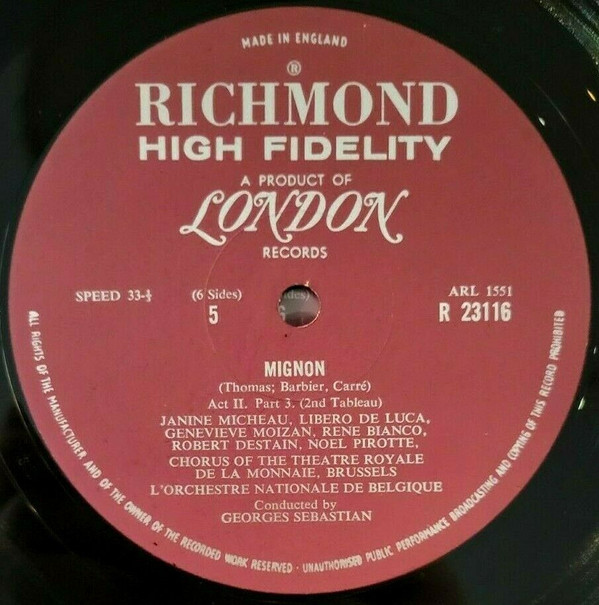 MADE IN ENGLAND
®
RICHMOND
HIGH FIDELITY
A PRODUCT OF
LONDON
RECORDS
SPEED 33-⅓
(6 Sides)
5
ARL 1551
R 23116
MIGNON
(Thomas; Barbier, Carré)
Act II. Part 3. (2nd Tableau)
JANINE MICHEAU, LIBERO DE LUCA,
GENEVIEVE MOIZAN, RENE BIANCO,
ROBERT DESTAIN, NOEL PIROTTE,
CHORUS OF THE THEATRE ROYALE
DE LA MONNAIE, BRUSSELS
L'ORCHESTRE NATIONALE DE BELGIQUE
Conducted by
GEORGES SEBASTIAN
ALL RIGHTS OF THE MANUFACTURER AND OF THE OWNER OF THE RECORDED WORK RESERVED · UNAUTHORISED PUBLIC PERFORMANCE BROADCASTING AND COPYING OF THIS RECORD PROHIBITED